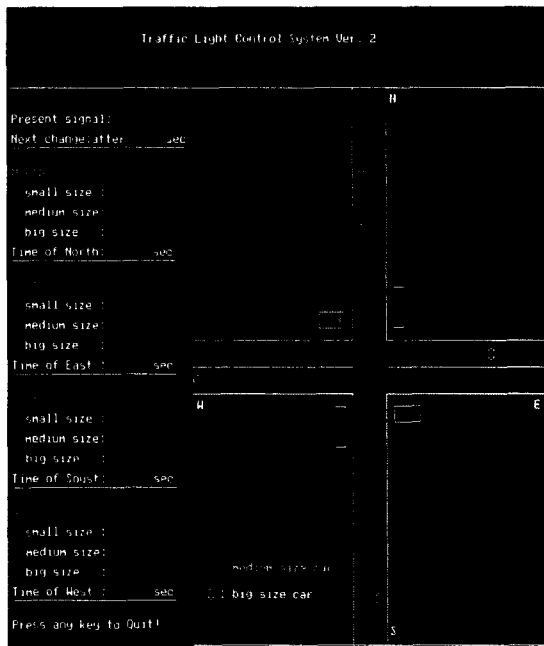 Traffic Light Control System Ver. 2
N
Present signal:
Next change:after sec
small size :
medium size:
big size :
Time of North: sec
small size :
medium size:
big size :
Time of East: sec
W E
small size :
medium size:
big size :
Time of Soust: sec
small size :
medium size: medium size car
big size : : big size car
Time of West : sec
Press any key to Quit!
S